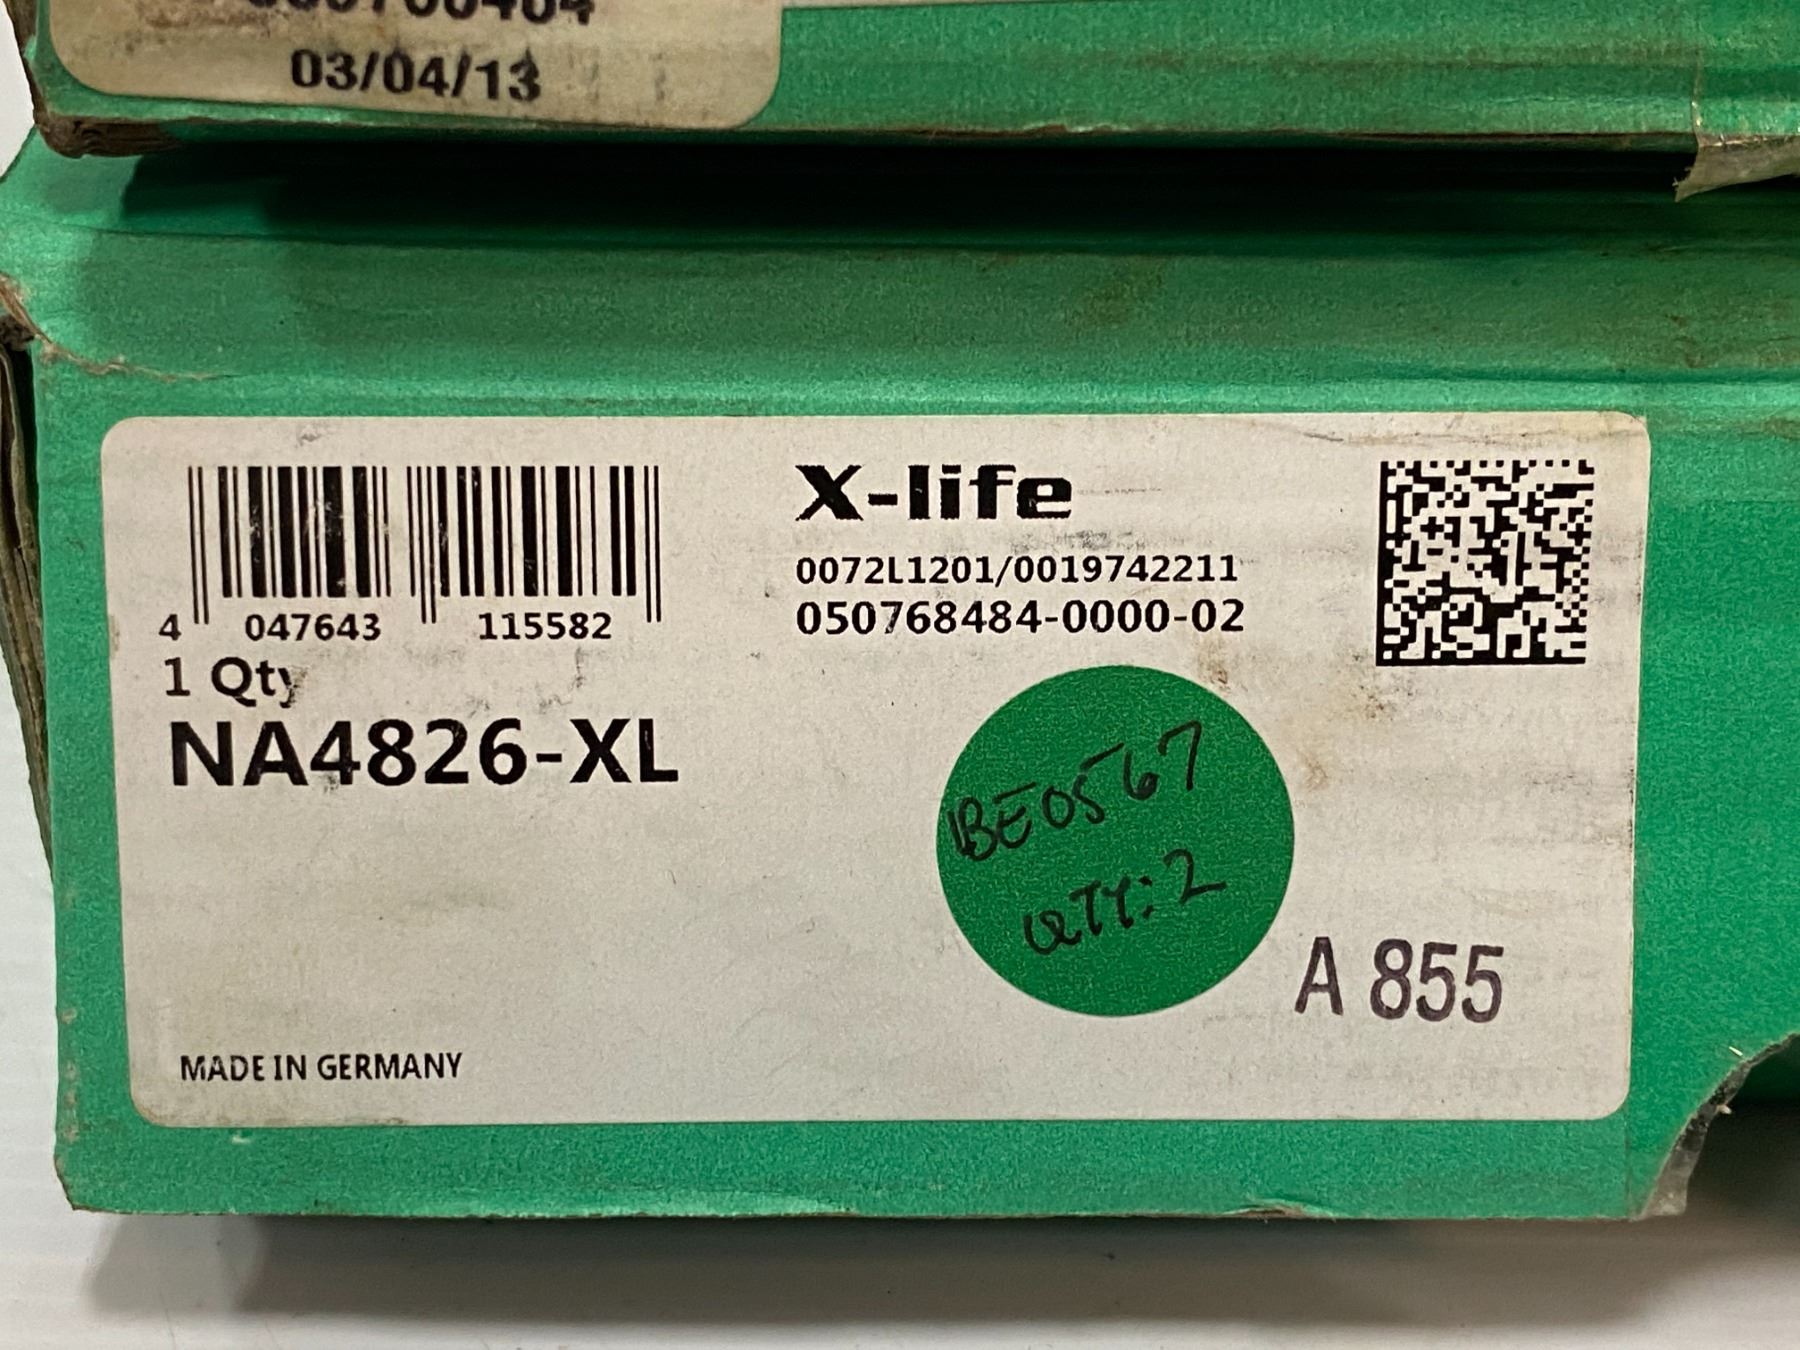 03/04/13
X-life
0072L1201/0019742211
050768484-0000-02
4 047643 115582
1 Qty
NA4826-XL
BE0567
QTY: 2
A 855
MADE IN GERMANY